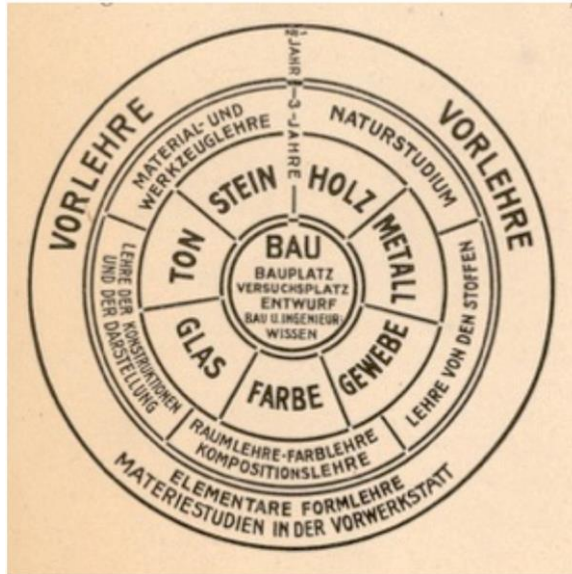 VORLEHRE
VORLEHRE
½ JAHR
3-JAHRE
MATERIAL-UND
WERKZEUGLEHRE
NATURSTUDIUM
LEHRE VON DEN STOFFEN
RAUMLEHRE-FARBLEHRE
KOMPOSITIONSLEHRE
LEHRE DER KONSTRUKTIONEN
UND DER DARSTELLUNG
STEIN
HOLZ
METALL
GEWEBE
FARBE
GLAS
TON
BAU
BAUPLATZ
VERSUCHSPLATZ
ENTWURF
BAU U.INGENIEUR:
WISSEN
ELEMENTARE FORMLEHRE
MATERIESTUDIEN IN DER VORWERKSTATT